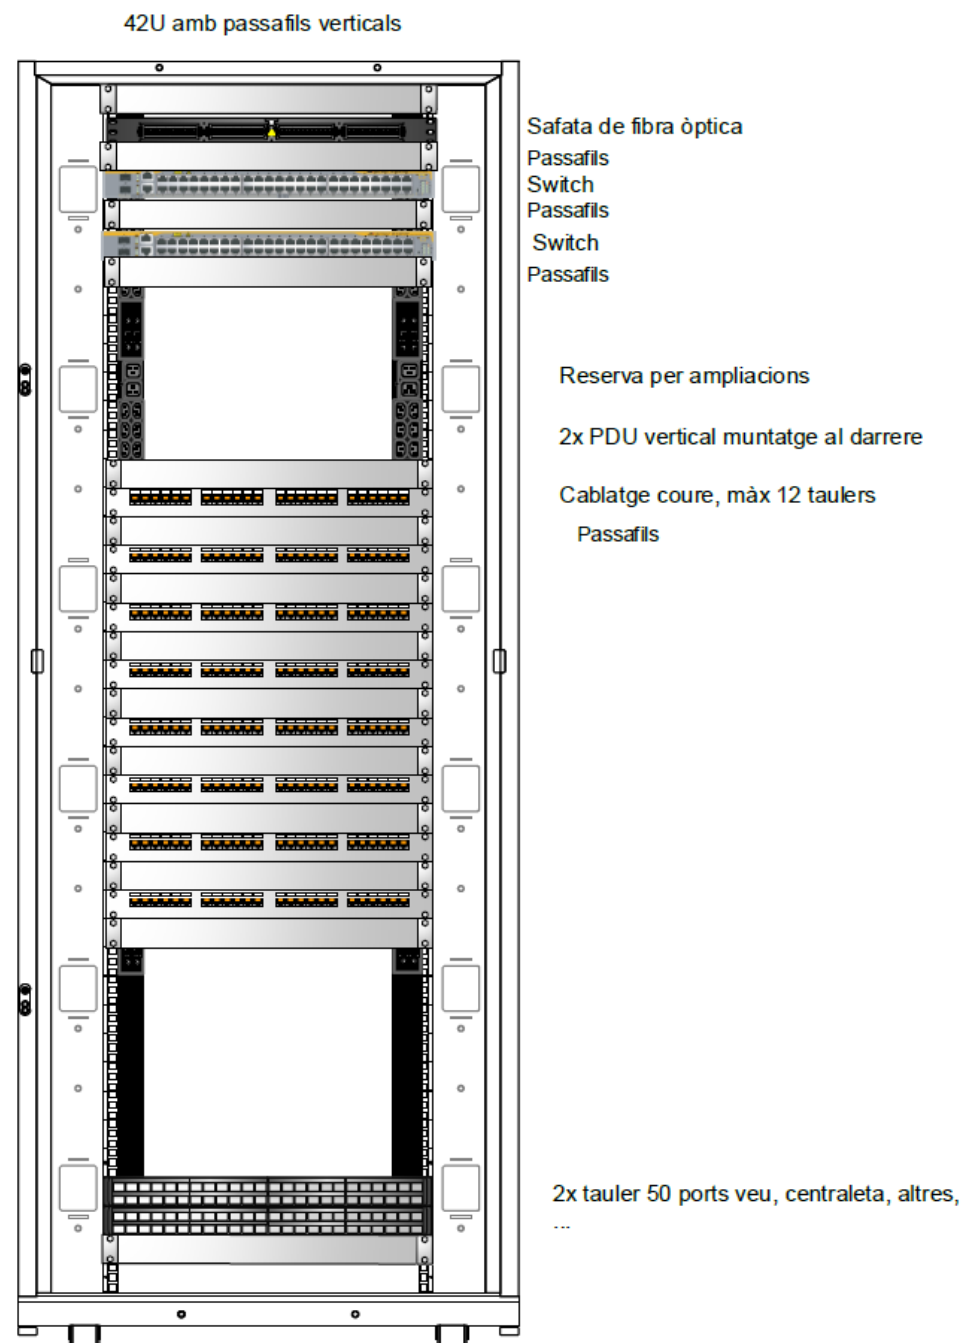 42U amb passafils verticals
Safata de fibra òptica
Passafils
Switch
Passafils
Switch
Passafils
Reserva per ampliacions
2x PDU vertical muntatge al darrere
Cablatge coure, màx 12 taulers
Passafils
2x tauler 50 ports veu, centraleta, altres,
...